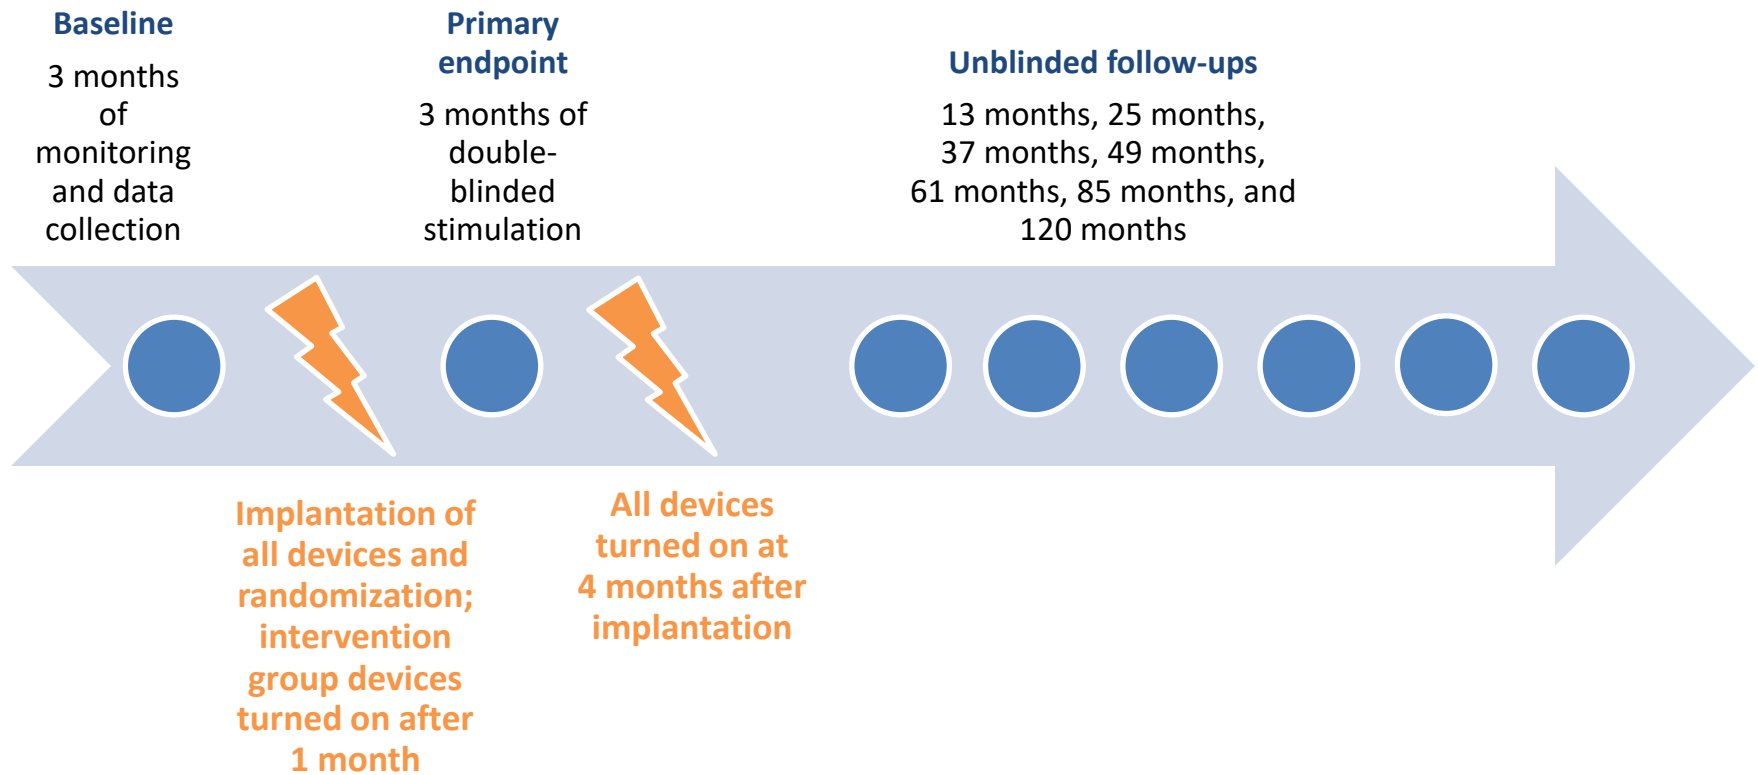 Baseline
3 months
of
monitoring
and data
collection
Primary
endpoint
3 months of
double-
blinded
stimulation
Unblinded follow-ups
13 months, 25 months,
37 months, 49 months,
61 months, 85 months, and
120 months
Implantation of
all devices and
randomization;
intervention
group devices
turned on after
1 month
All devices
turned on at
4 months after
implantation